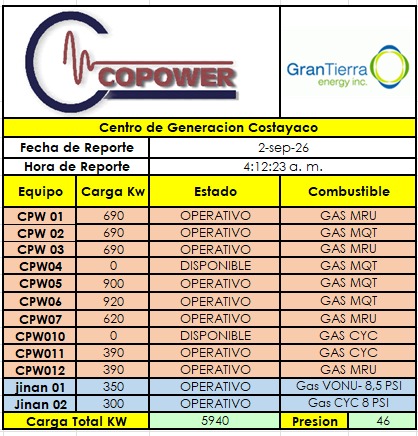 COPOWER
GranTierra
energy inc.
Centro de Generacion Costayaco
Fecha de Reporte 2-sep-26
Hora de Reporte 4:12:23 a. m.
Equipo Carga Kw Estado Combustible
CPW 01 690 OPERATIVO GAS MRU
CPW 02 690 OPERATIVO GAS MQT
CPW 03 690 OPERATIVO GAS MRU
CPW04 0 DISPONIBLE GAS MQT
CPW05 900 OPERATIVO GAS MQT
CPW06 920 OPERATIVO GAS MQT
CPW07 620 OPERATIVO GAS MRU
CPW010 0 DISPONIBLE GAS CYC
CPW011 390 OPERATIVO GAS CYC
CPW012 390 OPERATIVO GAS MRU
jinan 01 350 OPERATIVO Gas VONU- 8,5 PSI
Jinan 02 300 OPERATIVO Gas CYC 8 PSI
Carga Total KW 5940 Presion 46